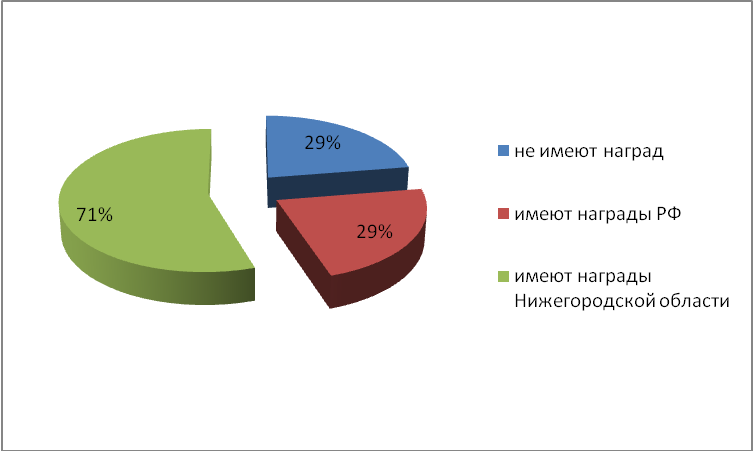 29%
29%
71%
не имеют наград
имеют награды РФ
имеют награды
Нижегородской области